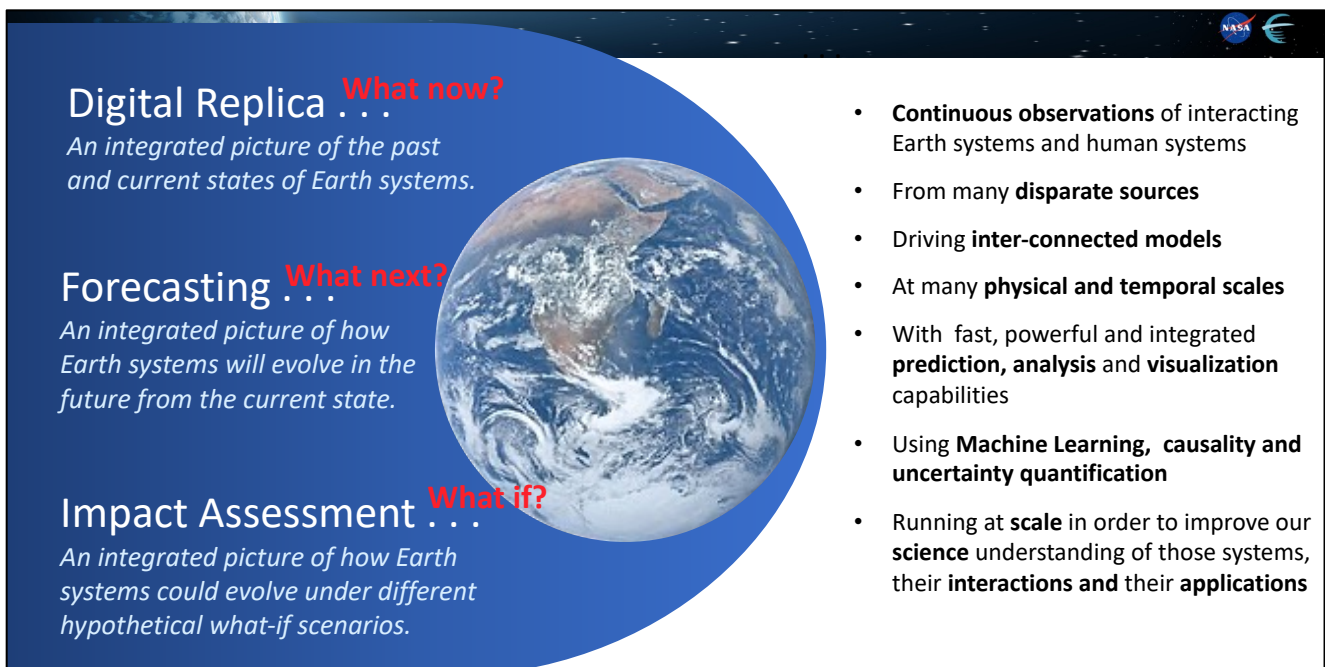 NASA
Digital Replica . . .
What now?
An integrated picture of the past
and current states of Earth systems.
Forecasting . . .
What next?
An integrated picture of how
Earth systems will evolve in the
future from the current state.
Impact Assessment . . .
What if?
An integrated picture of how Earth
systems could evolve under different
hypothetical what-if scenarios.
• Continuous observations of interacting
Earth systems and human systems
• From many disparate sources
• Driving inter-connected models
• At many physical and temporal scales
• With  fast, powerful and integrated
prediction, analysis and visualization
capabilities
• Using Machine Learning,  causality and
uncertainty quantification
• Running at scale in order to improve our
science understanding of those systems,
their interactions and their applications